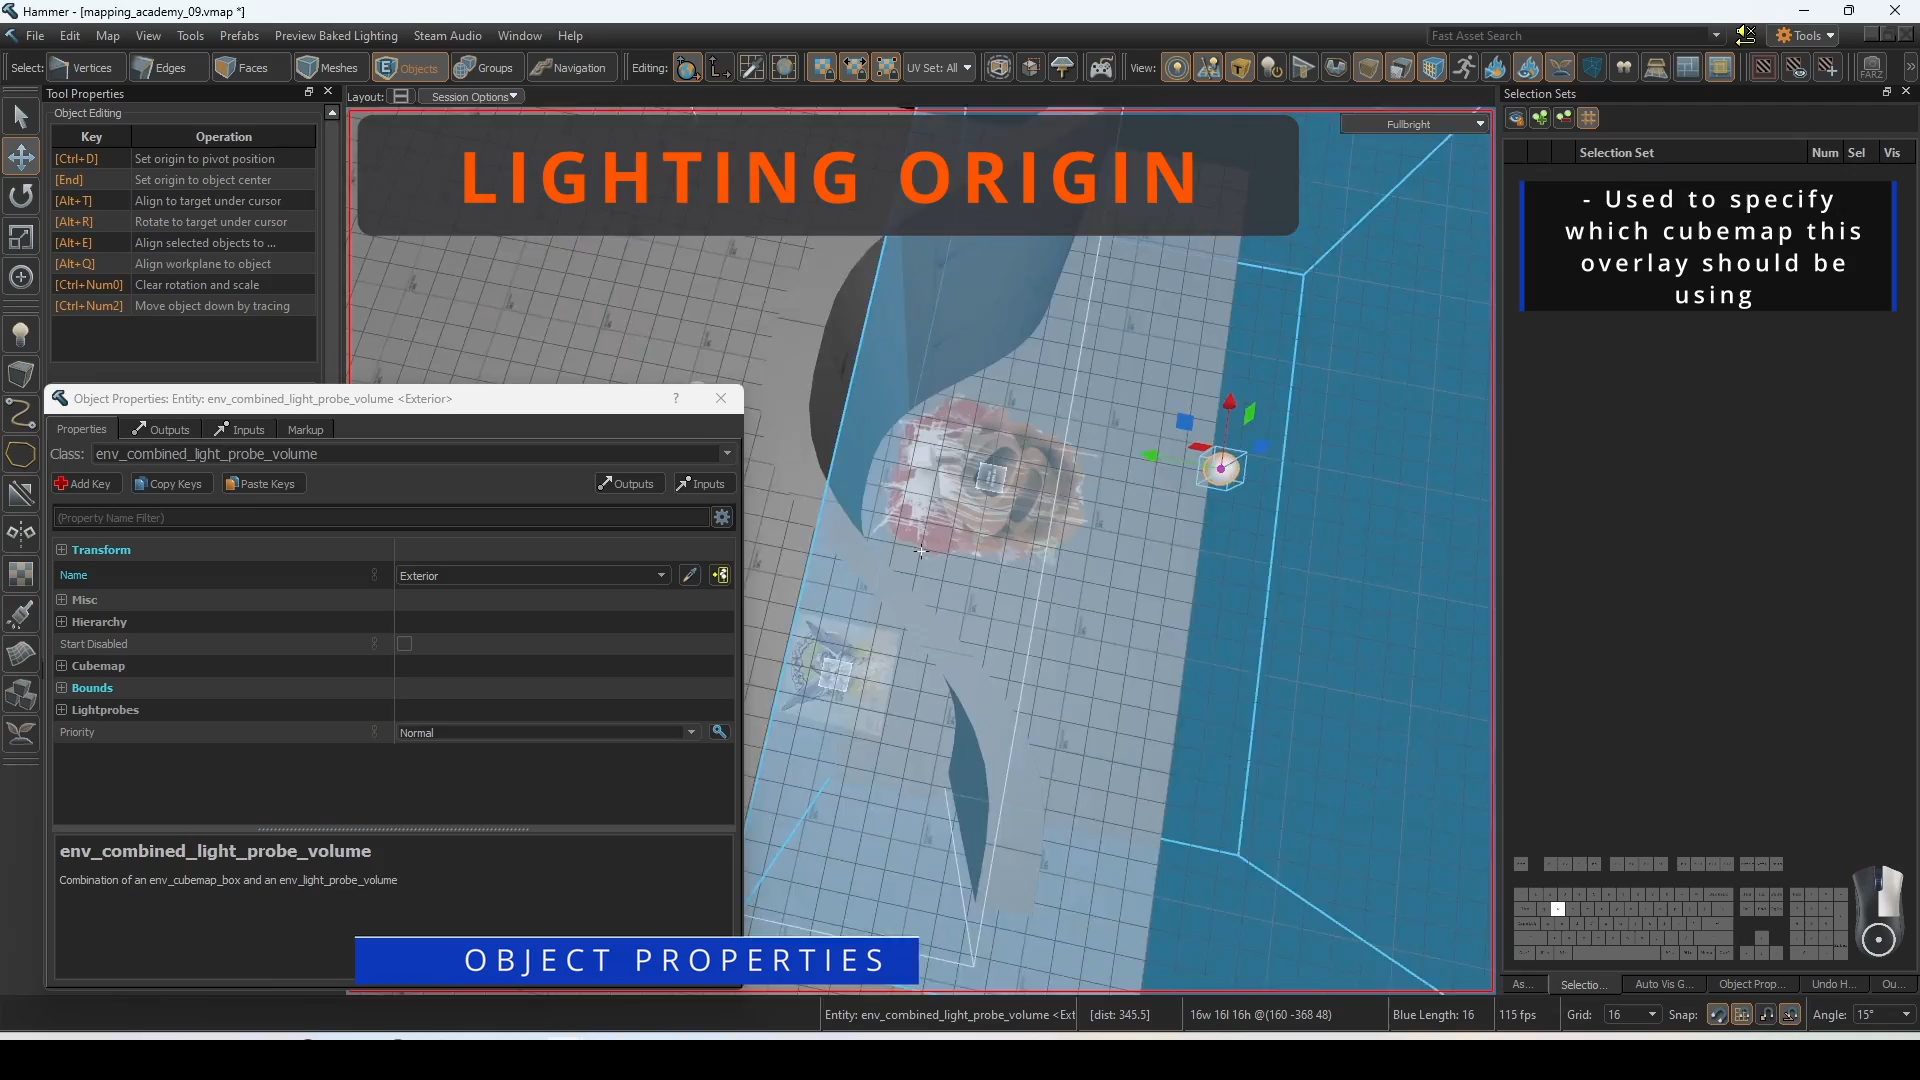 Hammer - [mapping_academy_09.vmap *]
File Edit Map View Tools Prefabs Preview Baked Lighting Steam Audio Window Help
Fast Asset Search
Tools
Select: Vertices Edges Faces Meshes Objects Groups Navigation Editing: UV Set: All View: FARZ
Tool Properties
Layout: Session Options
Selection Sets
Object Editing
Key Operation
[Ctrl+D] Set origin to pivot position
[End] Set origin to object center
[Alt+T] Align to target under cursor
[Alt+R] Rotate to target under cursor
[Alt+E] Align selected objects to ...
[Alt+Q] Align workplane to object
[Ctrl+Num0] Clear rotation and scale
[Ctrl+Num2] Move object down by tracing
LIGHTING ORIGIN
Fullbright
Selection Set Num Sel Vis
- Used to specify
which cubemap this
overlay should be
using
Object Properties: Entity: env_combined_light_probe_volume <Exterior>
Properties Outputs Inputs Markup
Class: env_combined_light_probe_volume
Add Key Copy Keys Paste Keys Outputs Inputs
(Property Name Filter)
Transform
Name Exterior
Misc
Hierarchy
Start Disabled
Cubemap
Bounds
Lightprobes
Priority Normal
env_combined_light_probe_volume
Combination of an env_cubemap_box and an env_light_probe_volume
OBJECT PROPERTIES
As... Selectio... Auto Vis G... Object Prop... Undo H... Ou...
Entity: env_combined_light_probe_volume <Ext [dist: 345.5] 16w 16l 16h @(160 -368 48) Blue Length: 16 115 fps Grid: 16 Snap: Angle: 15°